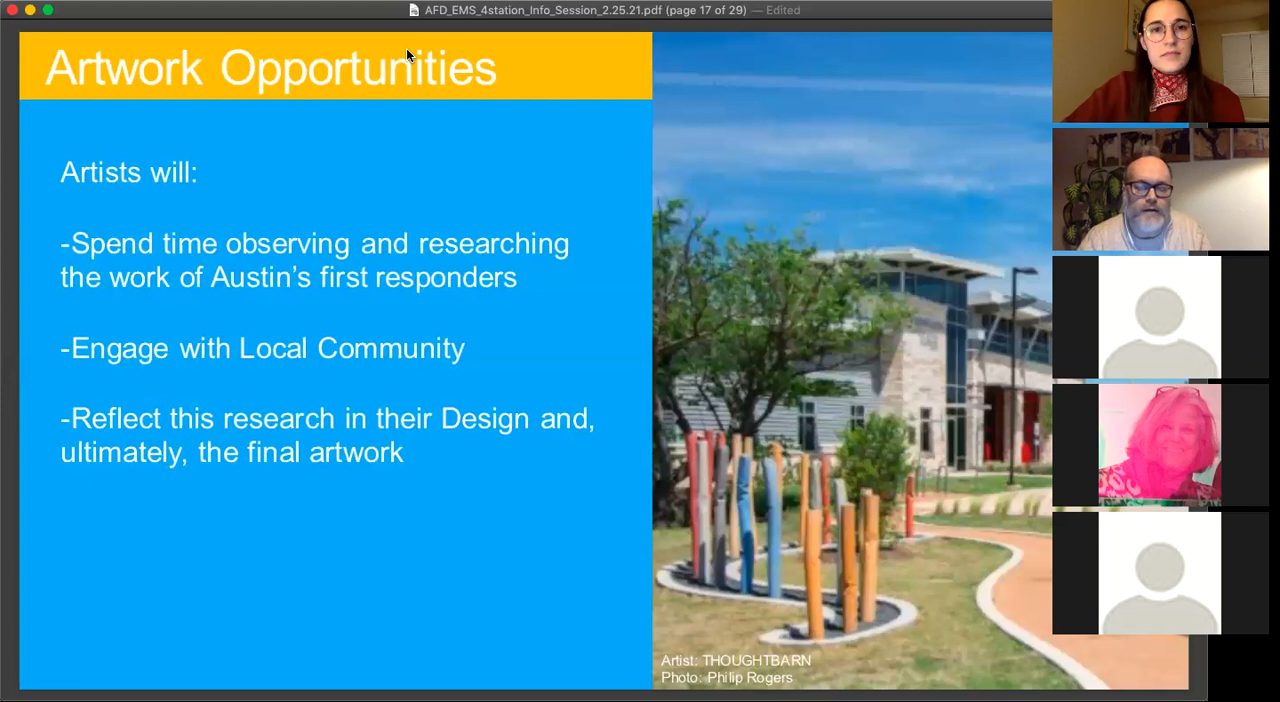 AFD_EMS_4station_Info_Session_2.25.21.pdf (page 17 of 29) — Edited
Artwork Opportunities
Artists will:
-Spend time observing and researching
the work of Austin’s first responders
-Engage with Local Community
-Reflect this research in their Design and,
ultimately, the final artwork
Artist: THOUGHTBARN
Photo: Philip Rogers